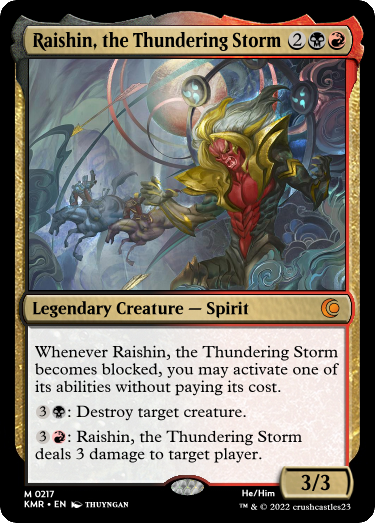 Raishin, the Thundering Storm 2
Legendary Creature — Spirit
Whenever Raishin, the Thundering Storm
becomes blocked, you may activate one of
its abilities without paying its cost.
3 : Destroy target creature.
3 : Raishin, the Thundering Storm
deals 3 damage to target player.
3/3
M 0217
He/Him
KMR • EN THUYNGAN
™ & © 2022 crushcastles23